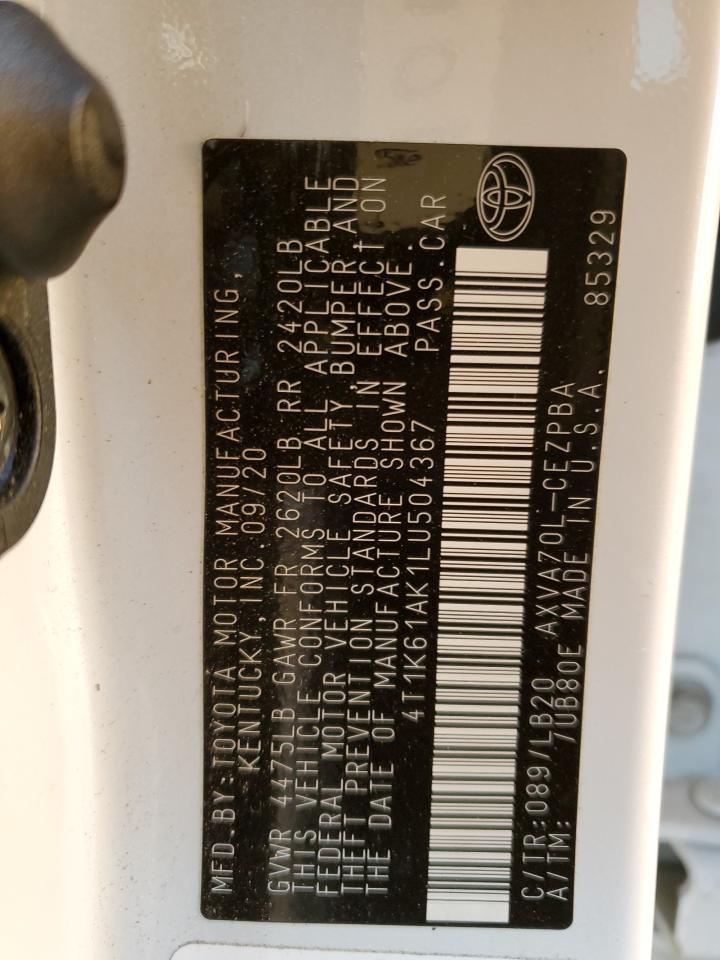 MFD.BY:TOYOTA MOTOR MANUFACTURING,
KENTUCKY,INC. 09/20
GVWR 4475LB GAWR FR 2620LB RR 2420LB
THIS VEHICLE CONFORMS TO ALL APPLICABLE
FEDERAL MOTOR VEHICLE SAFETY, BUMPER, AND
THEFT PREVENTION STANDARDS IN EFFECT ON
THE DATE OF MANUFACTURE SHOWN ABOVE.
4T1K61AK1LU504367 PASS.CAR
C/TR:089/LB20 AXVA70L-CEZPBA
A/TM: /UB80E MADE IN U.S.A. 85329